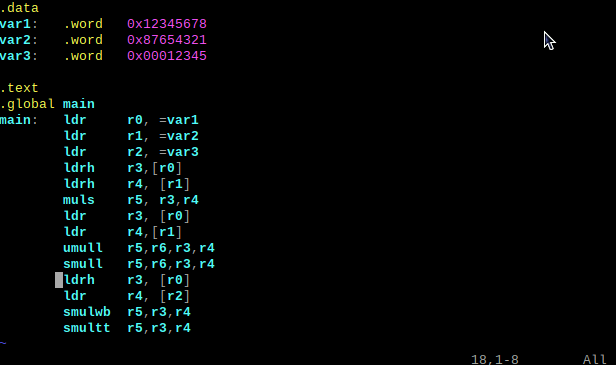 .data
var1:   .word   0x12345678
var2:   .word   0x87654321
var3:   .word   0x00012345
.text
.global main
main:   ldr     r0, =var1
        ldr     r1, =var2
        ldr     r2, =var3
        ldrh    r3,[r0]
        ldrh    r4, [r1]
        muls    r5, r3,r4
        ldr     r3, [r0]
        ldr     r4,[r1]
        umull   r5,r6,r3,r4
        smull   r5,r6,r3,r4
        ldrh    r3, [r0]
        ldr     r4, [r2]
        smulwb  r5,r3,r4
        smultt  r5,r3,r4
~
18,1-8        All